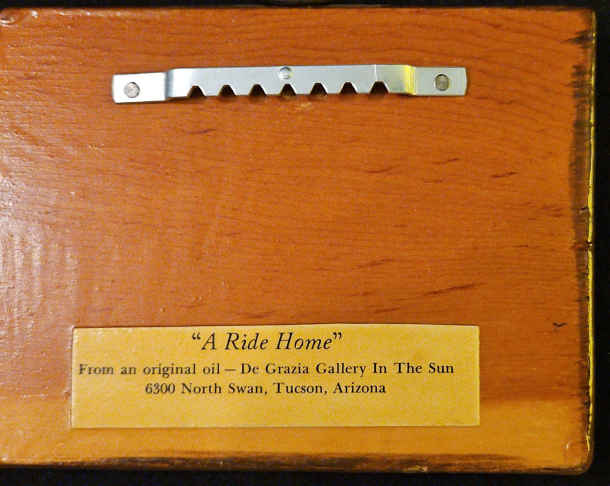 “A Ride Home”
From an original oil — De Grazia Gallery In The Sun
6300 North Swan, Tucson, Arizona